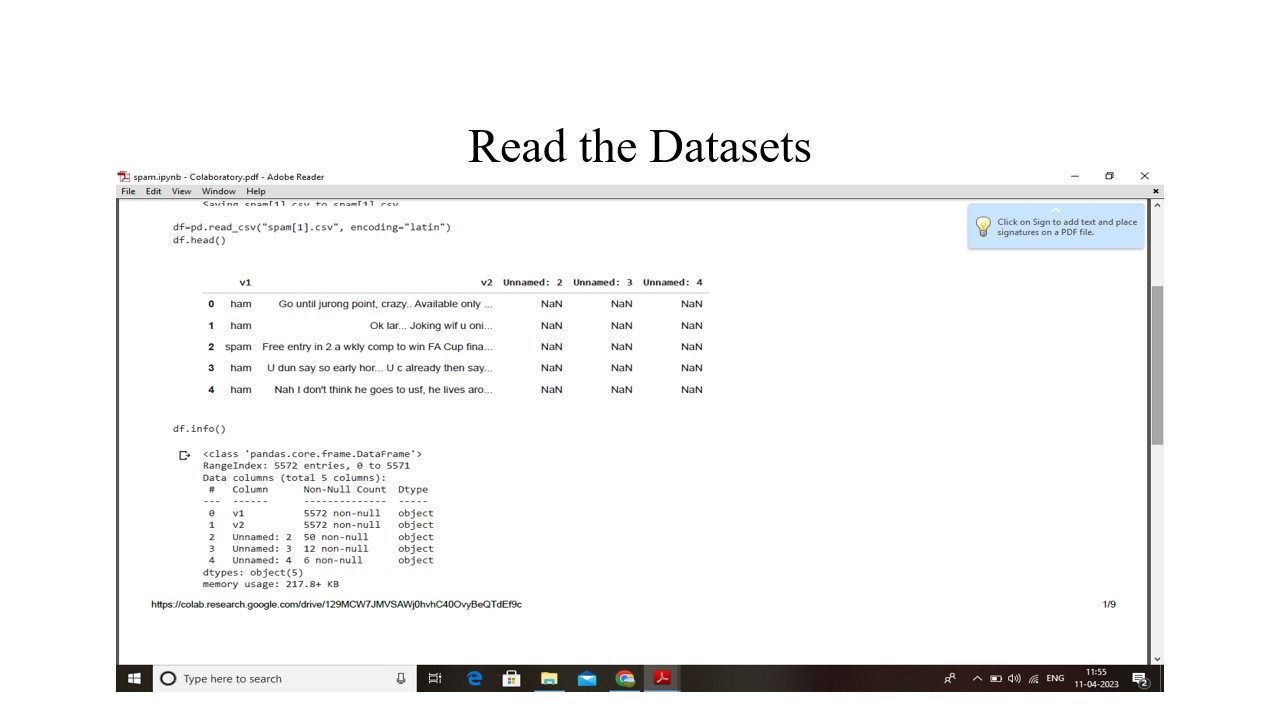 Read the Datasets
spam.ipynb - Colaboratory.pdf - Adobe Reader
File Edit View Window Help
Saving spam[1].csv to spam[1].csv
Click on Sign to add text and place
signatures on a PDF file.
df=pd.read_csv("spam[1].csv", encoding="latin")
df.head()
v1 v2 Unnamed: 2 Unnamed: 3 Unnamed: 4
0 ham Go until jurong point, crazy.. Available only ... NaN NaN NaN
1 ham Ok lar... Joking wif u oni... NaN NaN NaN
2 spam Free entry in 2 a wkly comp to win FA Cup fina... NaN NaN NaN
3 ham U dun say so early hor... U c already then say... NaN NaN NaN
4 ham Nah I don't think he goes to usf, he lives aro... NaN NaN NaN
df.info()
<class 'pandas.core.frame.DataFrame'>
RangeIndex: 5572 entries, 0 to 5571
Data columns (total 5 columns):
# Column Non-Null Count Dtype
--- ------ -------------- -----
0 v1 5572 non-null object
1 v2 5572 non-null object
2 Unnamed: 2 50 non-null object
3 Unnamed: 3 12 non-null object
4 Unnamed: 4 6 non-null object
dtypes: object(5)
memory usage: 217.8+ KB
https://colab.research.google.com/drive/129MCW7JMVSAWj0hvhC40OvyBeQTdEf9c 1/9
Type here to search
ENG
11:55
11-04-2023
2